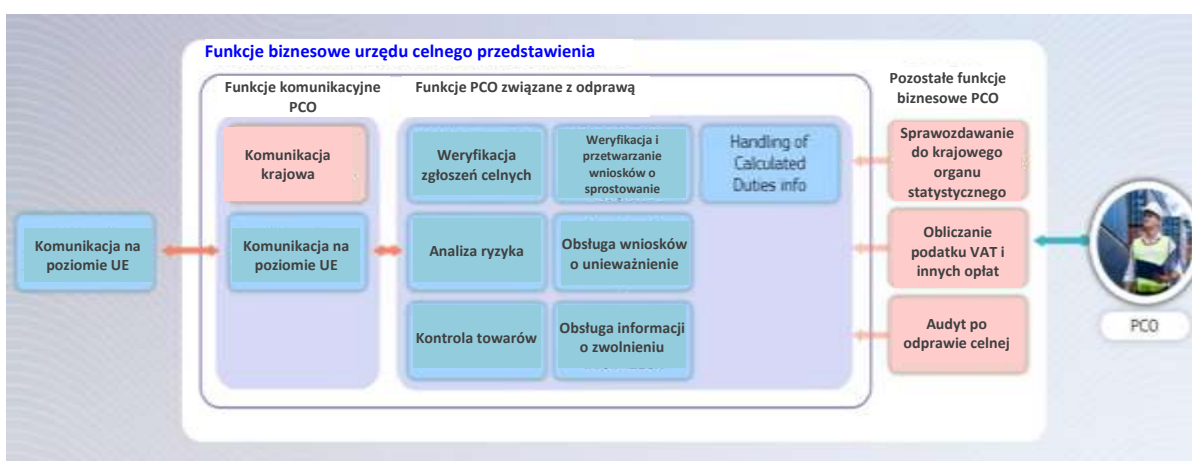 Funkcje biznesowe urzędu celnego przedstawienia
Funkcje komunikacyjne
PCO
Funkcje PCO związane z odprawą
Pozostałe funkcje
biznesowe PCO
Komunikacja
krajowa
Weryfikacja
zgłoszeń celnych
Weryfikacja i
przetwarzanie
wniosków o
sprostowanie
Handling of
Calculated
Duties info
Sprawozdawanie
do krajowego
organu
statystycznego
Komunikacja na
poziomie UE
Komunikacja na
poziomie UE
Analiza ryzyka
Obsługa wniosków
o unieważnienie
Obliczanie
podatku VAT i
innych opłat
Kontrola towarów
Obsługa informacji
o zwolnieniu
Audyt po
odprawie celnej
PCO